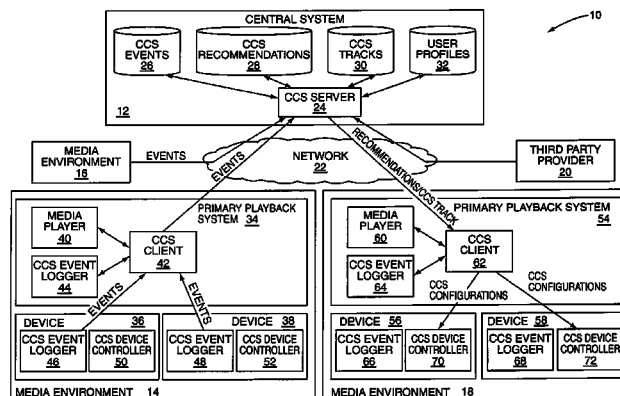 CENTRAL SYSTEM
10
CCS EVENTS 26
CCS RECOMMENDATIONS 28
CCS TRACKS 30
USER PROFILES 32
CCS SERVER 24
12
MEDIA ENVIRONMENT 16
EVENTS
EVENTS
NETWORK 22
RECOMMENDATIONS/CCS TRACK
THIRD PARTY PROVIDER 20
PRIMARY PLAYBACK SYSTEM 34
MEDIA PLAYER 40
CCS CLIENT 42
CCS EVENT LOGGER 44
EVENTS
EVENTS
DEVICE 36
CCS EVENT LOGGER 46
CCS DEVICE CONTROLLER 50
DEVICE 38
CCS EVENT LOGGER 48
CCS DEVICE CONTROLLER 52
MEDIA ENVIRONMENT 14
PRIMARY PLAYBACK SYSTEM 54
MEDIA PLAYER 60
CCS CLIENT 62
CCS EVENT LOGGER 64
CCS CONFIGURATIONS
CCS CONFIGURATIONS
DEVICE 56
CCS EVENT LOGGER 66
CCS DEVICE CONTROLLER 70
DEVICE 58
CCS EVENT LOGGER 68
CCS DEVICE CONTROLLER 72
MEDIA ENVIRONMENT 18